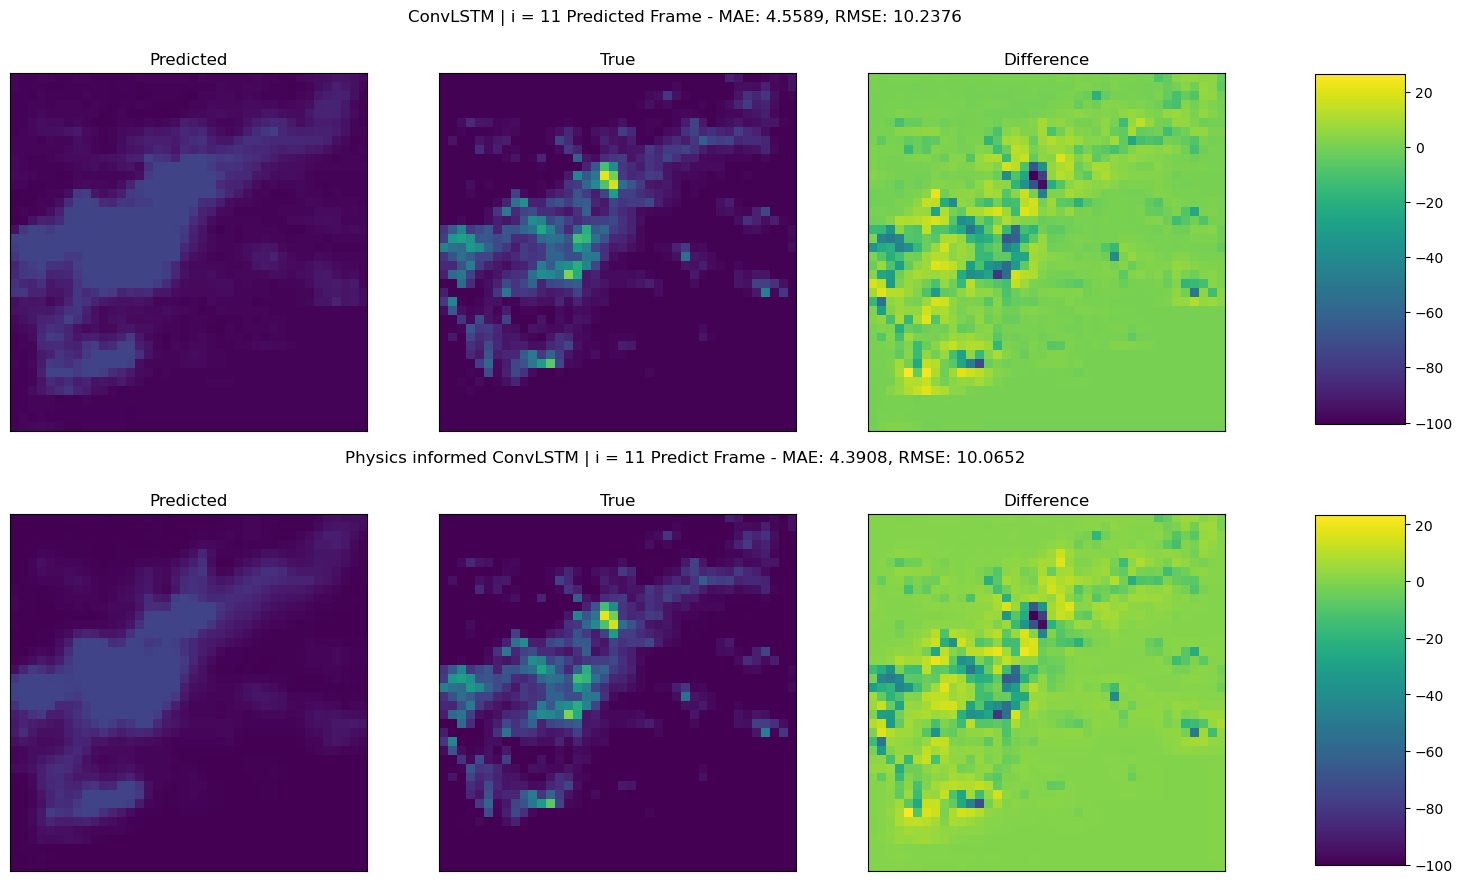 ConvLSTM | i = 11 Predicted Frame - MAE: 4.5589, RMSE: 10.2376
Predicted
True
Difference
20
0
−20
−40
−60
−80
−100
Physics informed ConvLSTM | i = 11 Predict Frame - MAE: 4.3908, RMSE: 10.0652
Predicted
True
Difference
20
0
−20
−40
−60
−80
−100